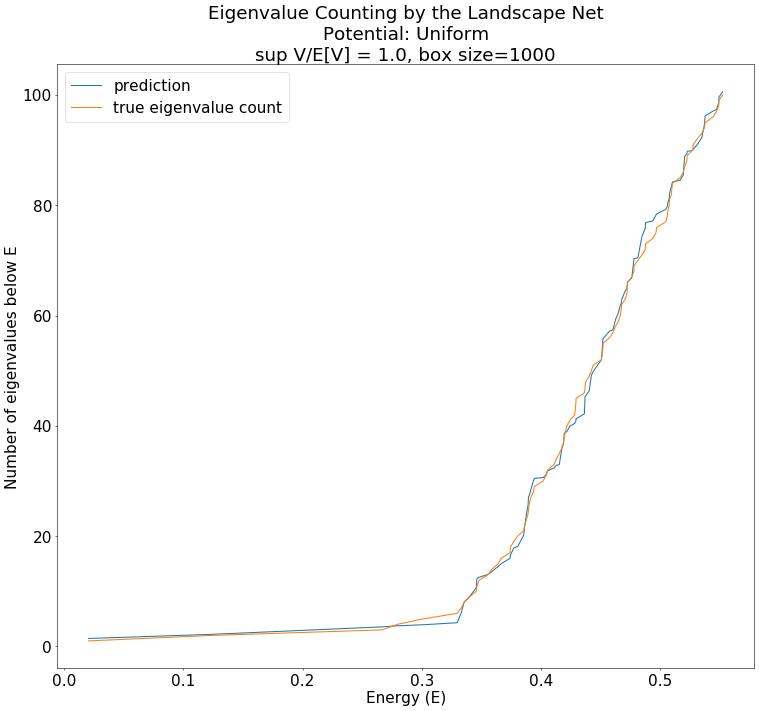 Eigenvalue Counting by the Landscape Net
Potential: Uniform
sup V/E[V] = 1.0, box size=1000
prediction
true eigenvalue count
Number of eigenvalues below E
100
80
60
40
20
0
0.0 0.1 0.2 0.3 0.4 0.5
Energy (E)